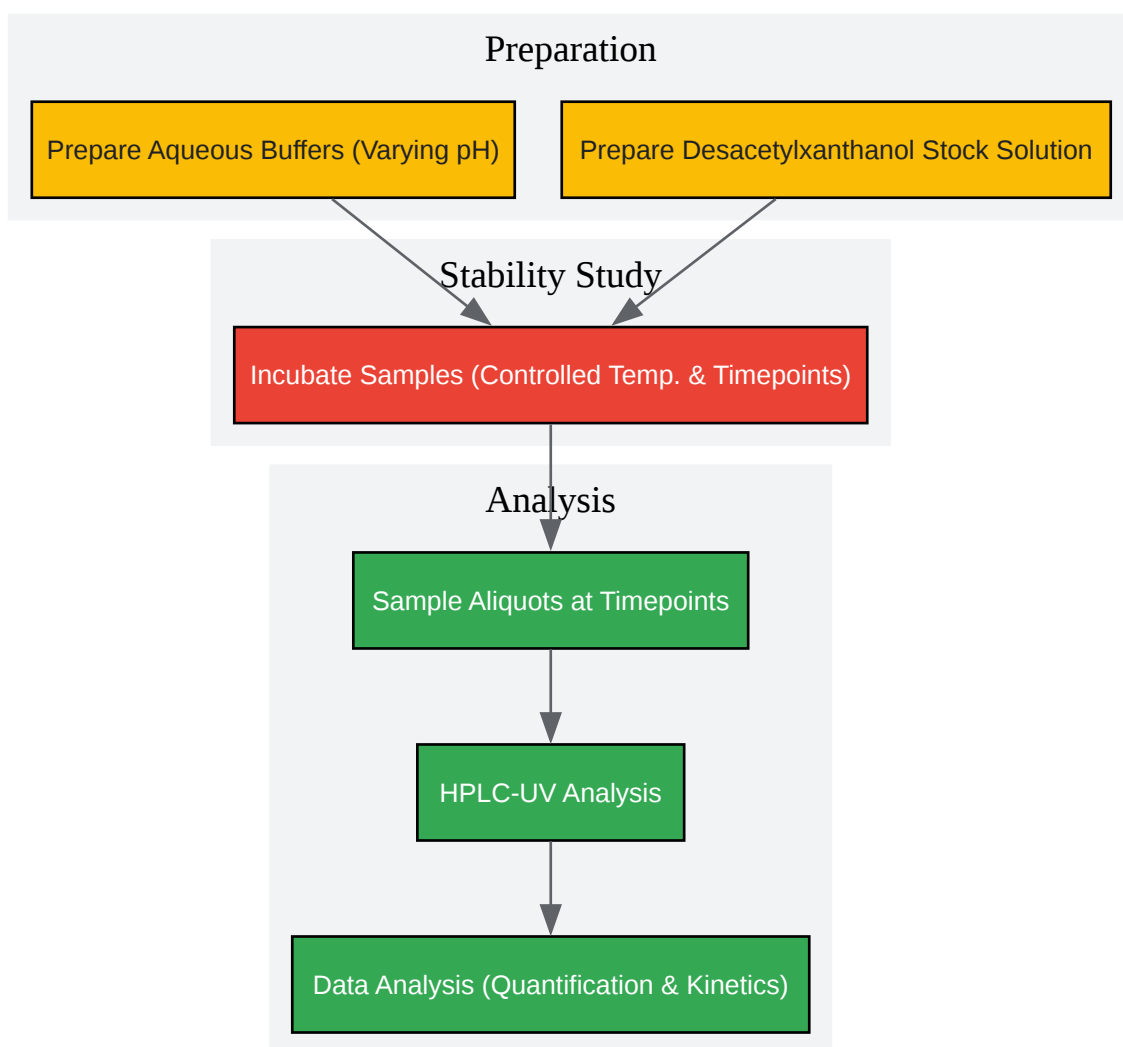 Preparation
Prepare Aqueous Buffers (Varying pH)
Prepare Desacetylxanthanol Stock Solution
Stability Study
Incubate Samples (Controlled Temp. & Timepoints)
Analysis
Sample Aliquots at Timepoints
HPLC-UV Analysis
Data Analysis (Quantification & Kinetics)